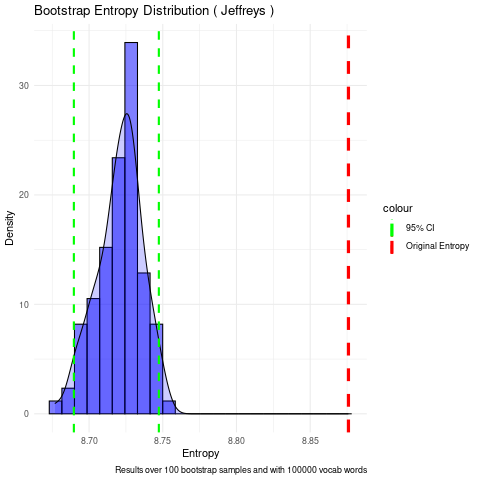 Bootstrap Entropy Distribution ( Jeffreys )
Density
30
20
10
0
8.70
8.75
8.80
8.85
Entropy
colour
95% CI
Original Entropy
Results over 100 bootstrap samples and with 100000 vocab words